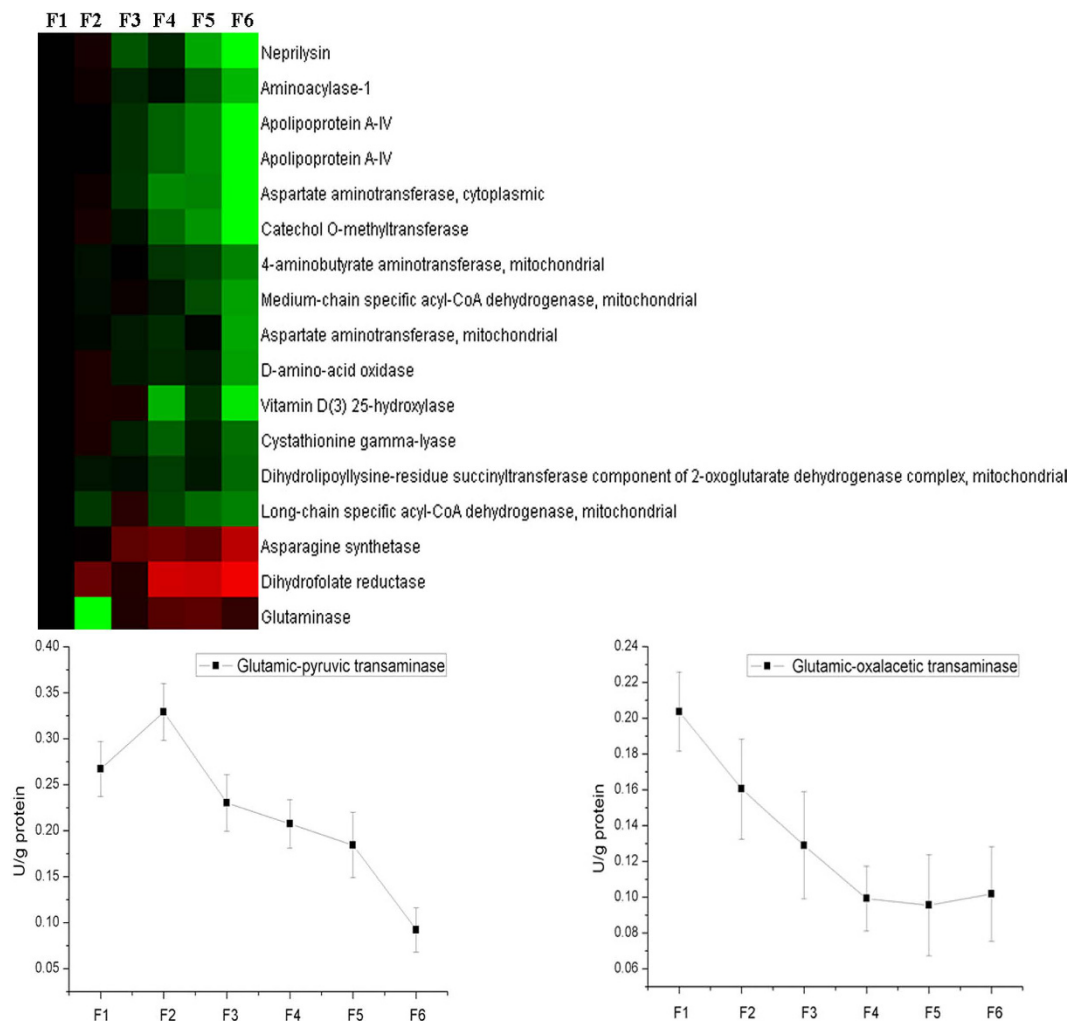 F1 F2 F3 F4 F5 F6
Neprilysin
Aminoacylase-1
Apolipoprotein A-IV
Apolipoprotein A-IV
Aspartate aminotransferase, cytoplasmic
Catechol O-methyltransferase
4-aminobutyrate aminotransferase, mitochondrial
Medium-chain specific acyl-CoA dehydrogenase, mitochondrial
Aspartate aminotransferase, mitochondrial
D-amino-acid oxidase
Vitamin D(3) 25-hydroxylase
Cystathionine gamma-lyase
Dihydrolipoyllysine-residue succinyltransferase component of 2-oxoglutarate dehydrogenase complex, mitochondrial
Long-chain specific acyl-CoA dehydrogenase, mitochondrial
Asparagine synthetase
Dihydrofolate reductase
Glutaminase
Glutamic-pyruvic transaminase
U/g protein
0.40
0.35
0.30
0.25
0.20
0.15
0.10
0.05
F1 F2 F3 F4 F5 F6
Glutamic-oxalacetic transaminase
U/g protein
0.24
0.22
0.20
0.18
0.16
0.14
0.12
0.10
0.08
0.06
F1 F2 F3 F4 F5 F6